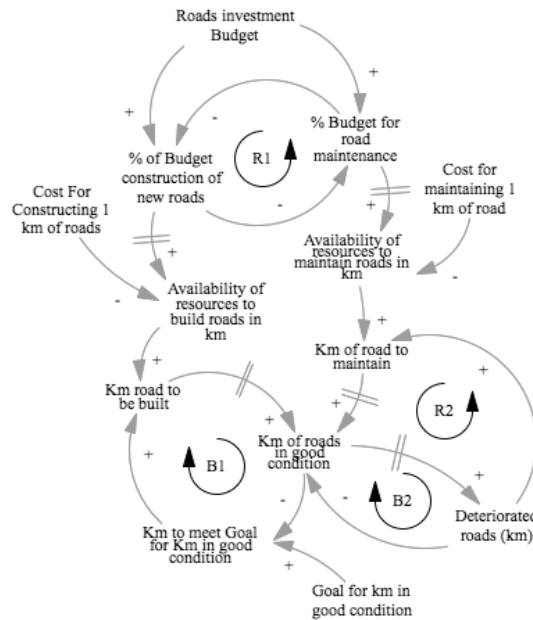 Roads investment
Budget
+
+
-
% Budget for
road
maintenance
R1
% of Budget
construction of
new roads
-
Cost For
Constructing 1
km of roads
Cost for
maintaining 1
km of road
+
+
Availability of
resources to
maintain roads in
km
-
-
Availability of
resources to
build roads in
km
+
Km of road to
maintain
+
+
Km road to
be built
R2
+
+
Km of roads
in good
condition
+
B1
-
-
B2
+
Km to meet Goal
for Km in good
condition
Deteriorated
roads (km)
+
Goal for km in
good condition